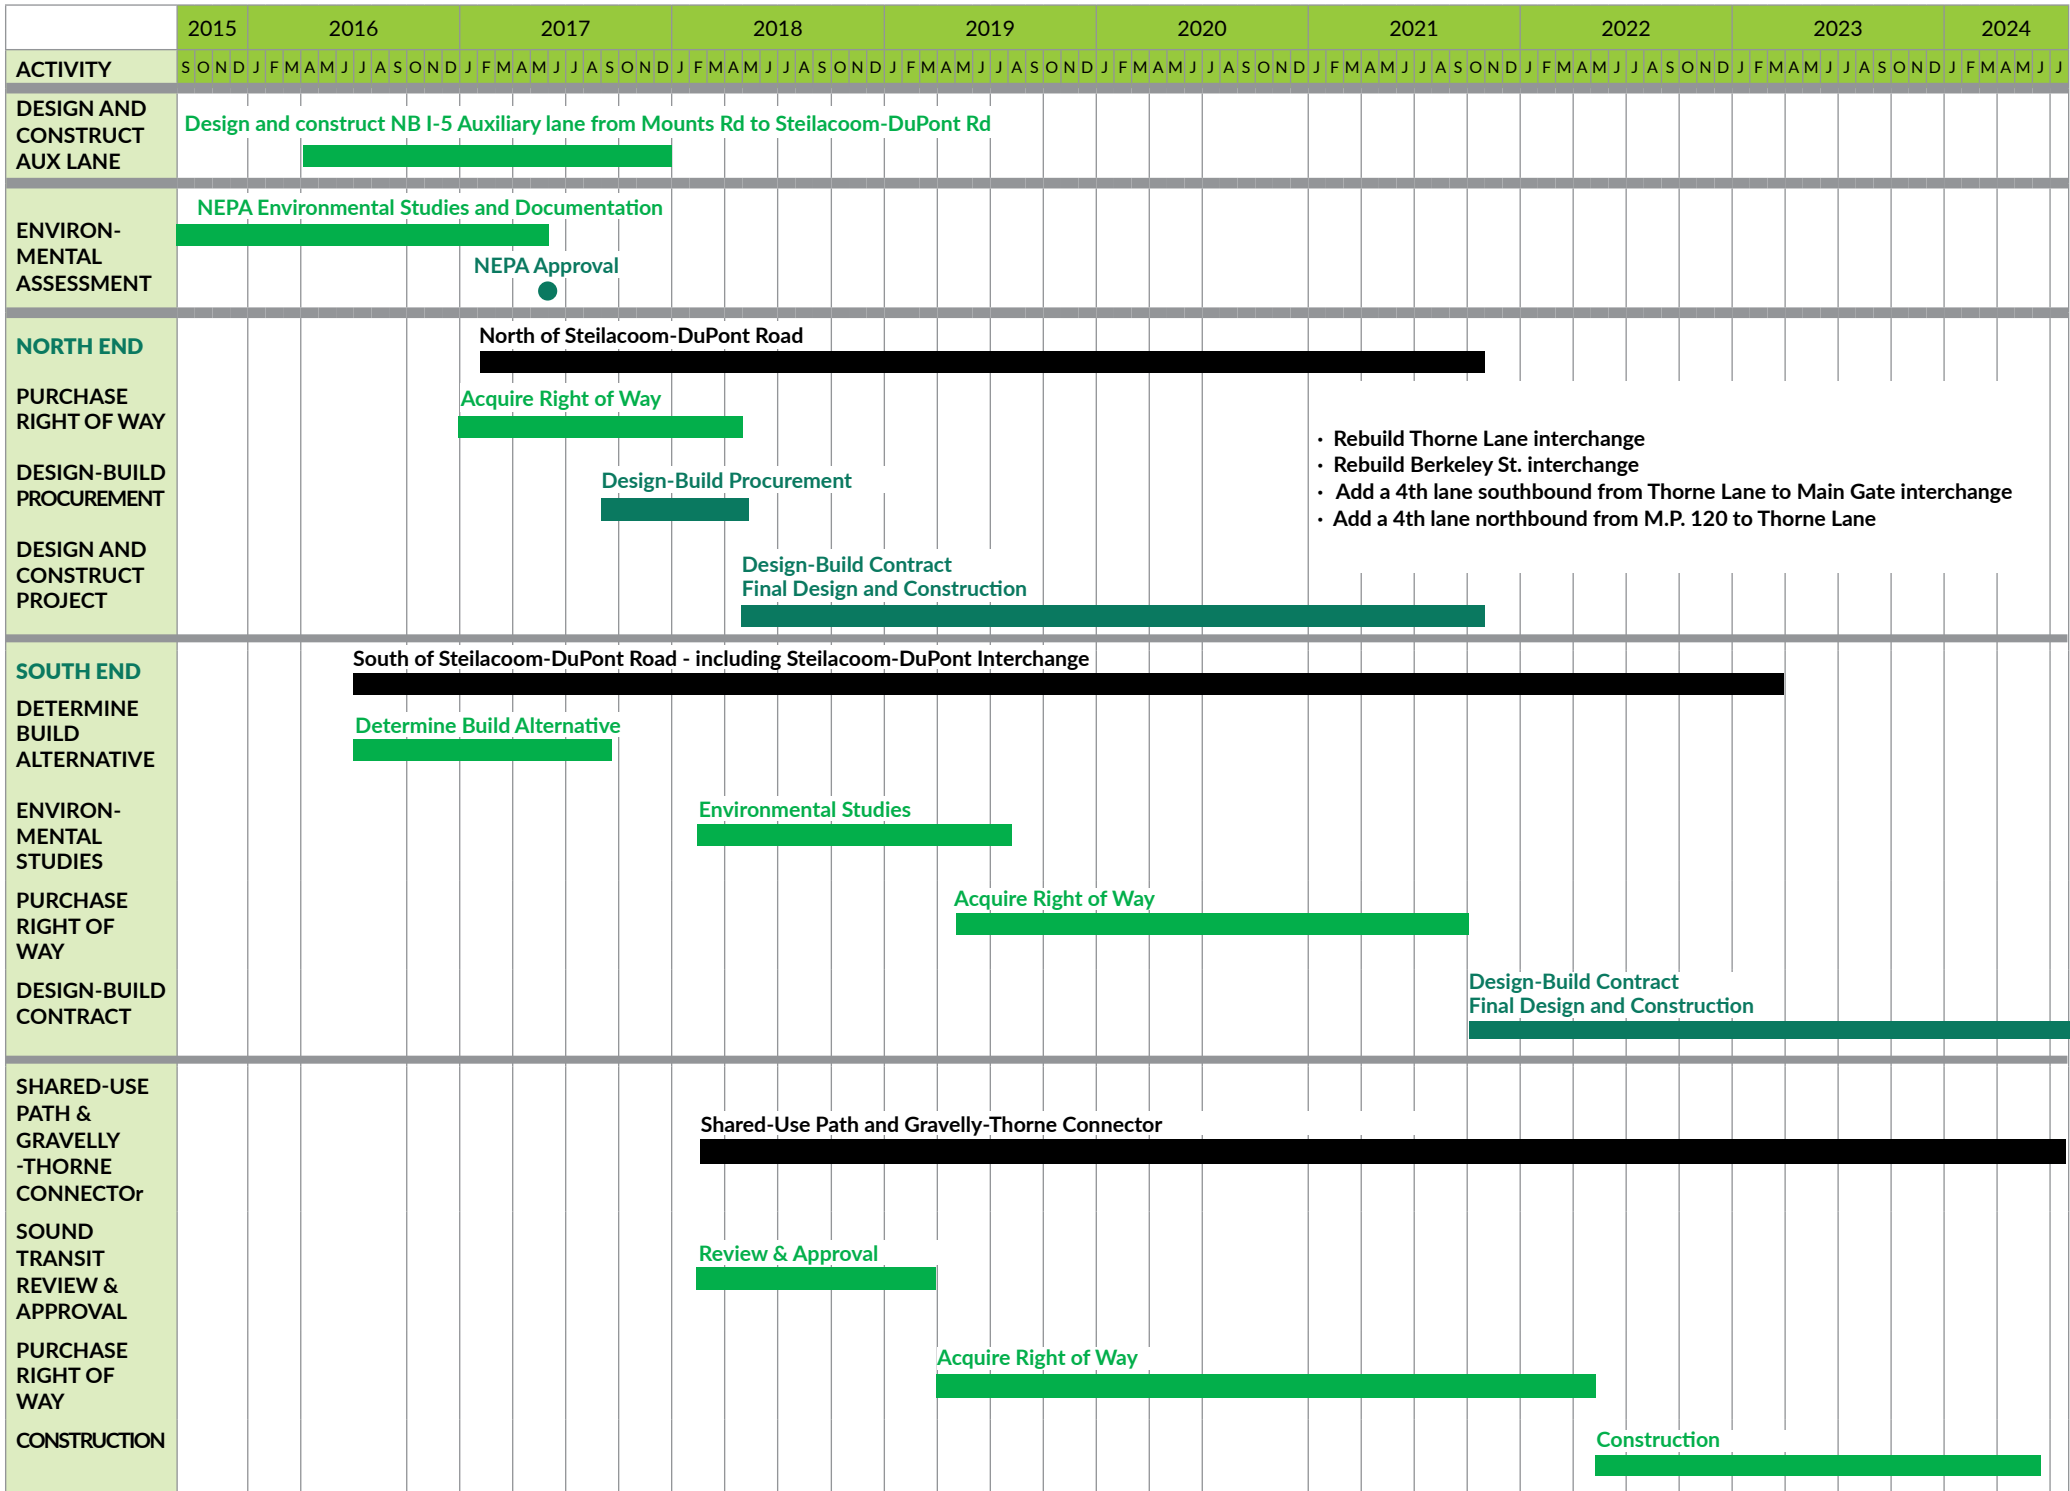 2015 2016 2017 2018 2019 2020 2021 2022 2023 2024
ACTIVITY S O N D J F M A M J J A S O N D J F M A M J J A S O N D J F M A M J J A S O N D J F M A M J J A S O N D J F M A M J J A S O N D J F M A M J J A S O N D J F M A M J J A S O N D J F M A M J J A S O N D J F M A M J J
DESIGN AND
CONSTRUCT
AUX LANE
Design and construct NB I-5 Auxiliary lane from Mounts Rd to Steilacoom-DuPont Rd
ENVIRON-
MENTAL
ASSESSMENT
NEPA Environmental Studies and Documentation
NEPA Approval
NORTH END
North of Steilacoom-DuPont Road
PURCHASE
RIGHT OF WAY
Acquire Right of Way
DESIGN-BUILD
PROCUREMENT
Design-Build Procurement
· Rebuild Thorne Lane interchange
· Rebuild Berkeley St. interchange
· Add a 4th lane southbound from Thorne Lane to Main Gate interchange
· Add a 4th lane northbound from M.P. 120 to Thorne Lane
DESIGN AND
CONSTRUCT
PROJECT
Design-Build Contract
Final Design and Construction
SOUTH END
South of Steilacoom-DuPont Road - including Steilacoom-DuPont Interchange
DETERMINE
BUILD
ALTERNATIVE
Determine Build Alternative
ENVIRON-
MENTAL
STUDIES
Environmental Studies
PURCHASE
RIGHT OF
WAY
Acquire Right of Way
DESIGN-BUILD
CONTRACT
Design-Build Contract
Final Design and Construction
SHARED-USE
PATH &
GRAVELLY
-THORNE
CONNECTOr
Shared-Use Path and Gravelly-Thorne Connector
SOUND
TRANSIT
REVIEW &
APPROVAL
Review & Approval
PURCHASE
RIGHT OF
WAY
Acquire Right of Way
CONSTRUCTION
Construction